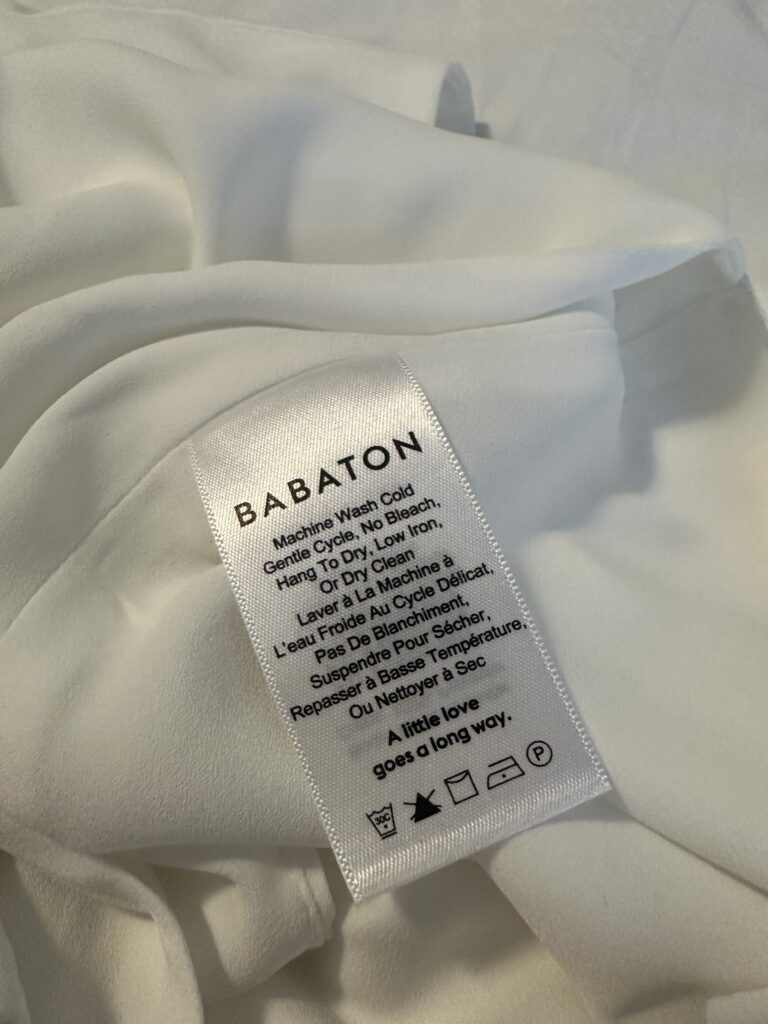 BABATON
Machine Wash Cold
Gentle Cycle, No Bleach,
Hang To Dry, Low Iron,
Or Dry Clean
Laver à La Machine à
L'eau Froide Au Cycle Délicat,
Pas De Blanchiment,
Suspendre Pour Sécher,
Repasser à Basse Température,
Ou Nettoyer à Sec
A little love
goes a long way.
30C P